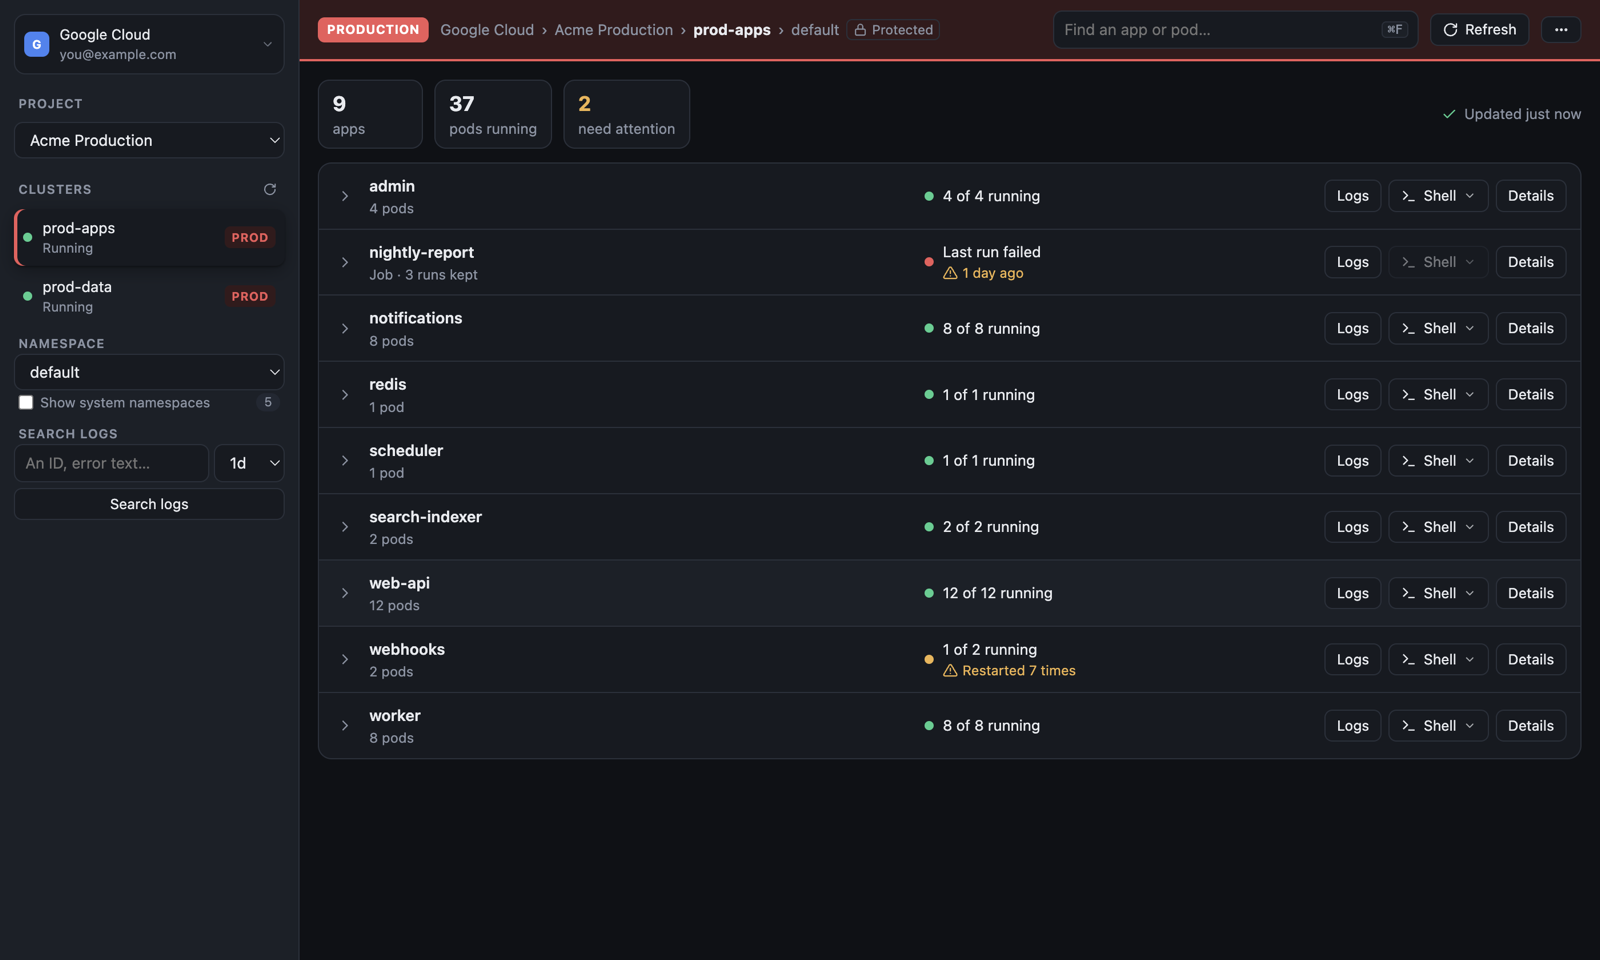 G
Google Cloud
you@example.com
PROJECT
Acme Production
CLUSTERS
prod-apps
Running
PROD
prod-data
Running
PROD
NAMESPACE
default
Show system namespaces
5
SEARCH LOGS
An ID, error text...
1d
Search logs
PRODUCTION
Google Cloud › Acme Production › prod-apps › default
Protected
Find an app or pod...
⌘F
Refresh
9
apps
37
pods running
2
need attention
Updated just now
admin
4 pods
4 of 4 running
Logs
Shell
Details
nightly-report
Job · 3 runs kept
Last run failed
1 day ago
Logs
Shell
Details
notifications
8 pods
8 of 8 running
Logs
Shell
Details
redis
1 pod
1 of 1 running
Logs
Shell
Details
scheduler
1 pod
1 of 1 running
Logs
Shell
Details
search-indexer
2 pods
2 of 2 running
Logs
Shell
Details
web-api
12 pods
12 of 12 running
Logs
Shell
Details
webhooks
2 pods
1 of 2 running
Restarted 7 times
Logs
Shell
Details
worker
8 pods
8 of 8 running
Logs
Shell
Details